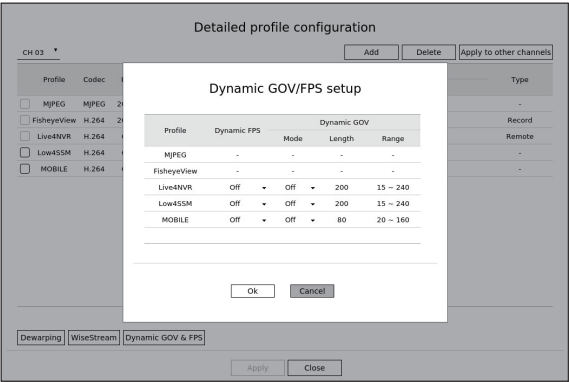 Detailed profile configuration
CH 03 Add Delete Apply to other channels
Profile Codec Type
MJPEG MJPEG -
FisheyeView H.264 Record
Live4NVR H.264 Remote
Low4SSM H.264 -
MOBILE H.264 -
Dynamic GOV/FPS setup
Profile Dynamic FPS Dynamic GOV
Mode Length Range
MJPEG - - - -
FisheyeView - - - -
Live4NVR Off Off 200 15 ~ 240
Low4SSM Off Off 200 15 ~ 240
MOBILE Off Off 80 20 ~ 160
Ok Cancel
Dewarping WiseStream Dynamic GOV & FPS
Apply Close